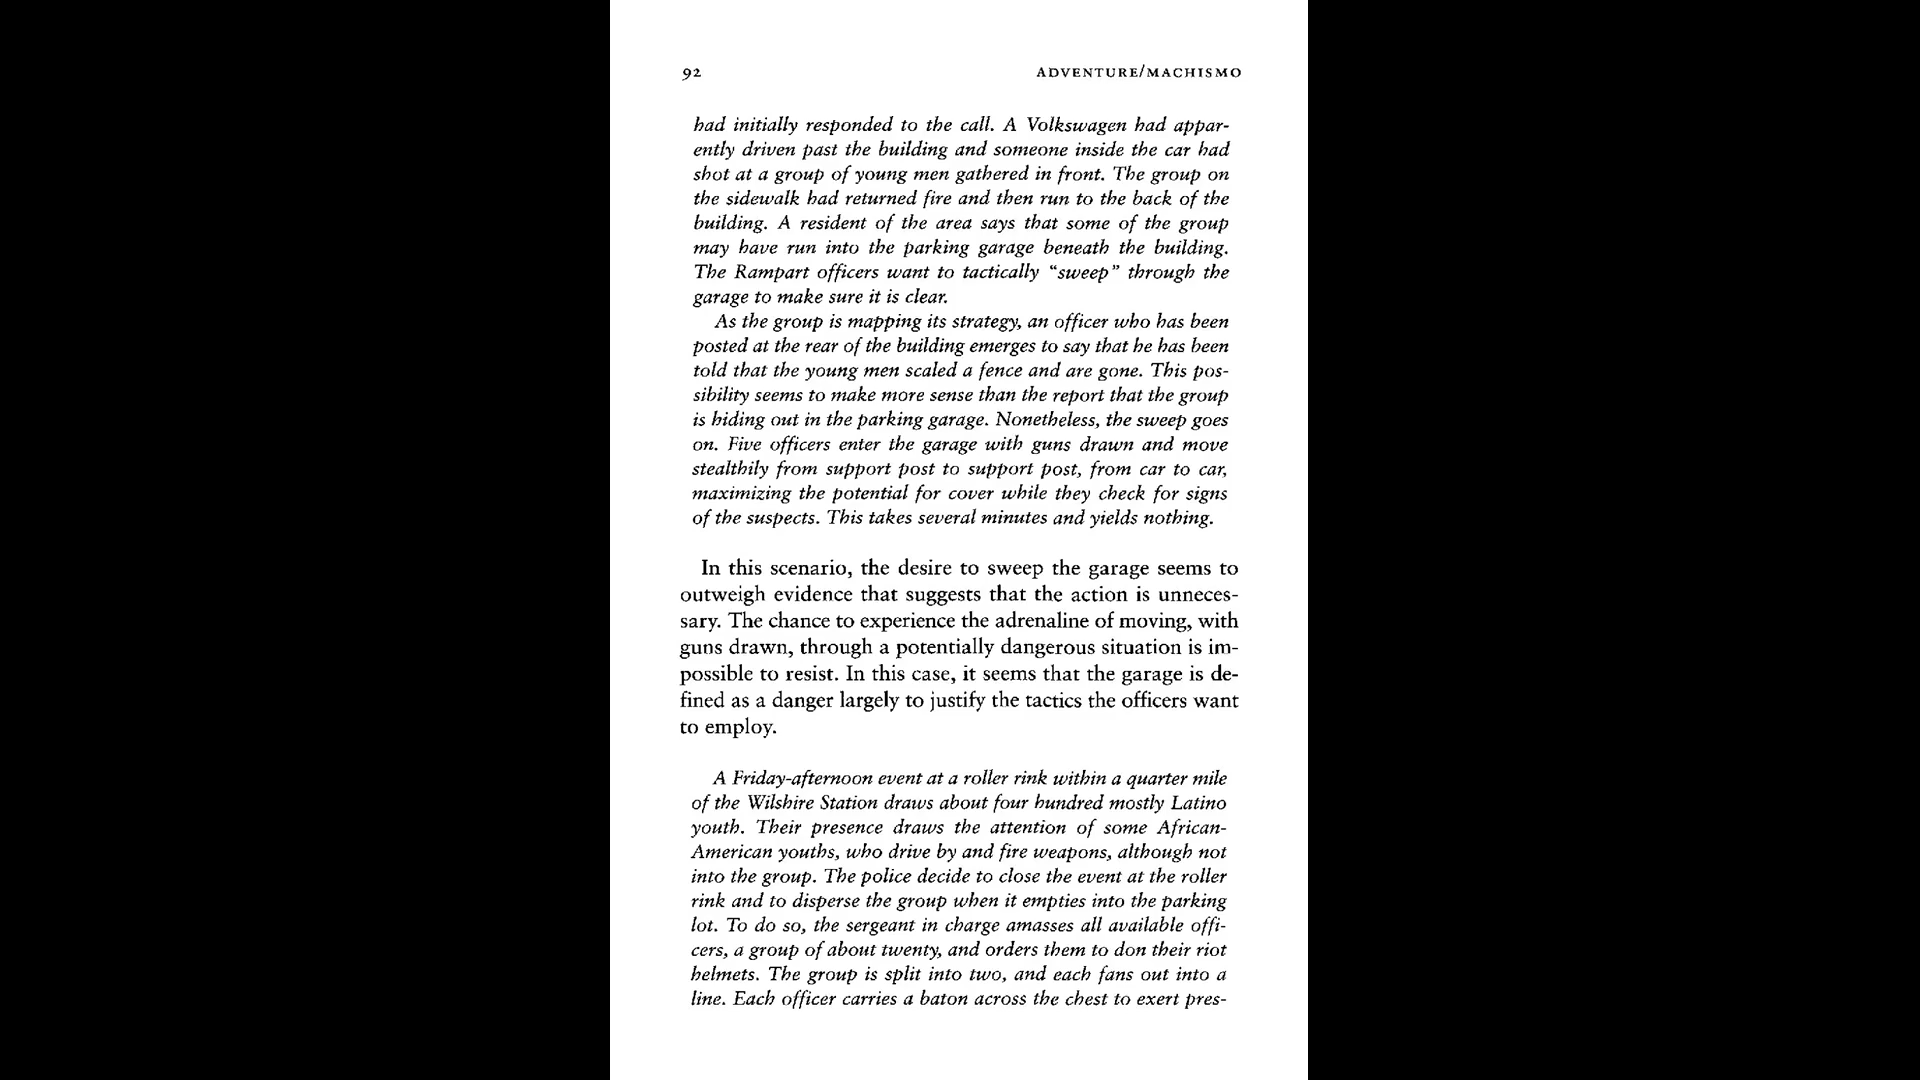 92 ADVENTURE/MACHISMO
had initially responded to the call. A Volkswagen had appar-
ently driven past the building and someone inside the car had
shot at a group of young men gathered in front. The group on
the sidewalk had returned fire and then run to the back of the
building. A resident of the area says that some of the group
may have run into the parking garage beneath the building.
The Rampart officers want to tactically “sweep” through the
garage to make sure it is clear.
As the group is mapping its strategy, an officer who has been
posted at the rear of the building emerges to say that he has been
told that the young men scaled a fence and are gone. This pos-
sibility seems to make more sense than the report that the group
is hiding out in the parking garage. Nonetheless, the sweep goes
on. Five officers enter the garage with guns drawn and move
stealthily from support post to support post, from car to car,
maximizing the potential for cover while they check for signs
of the suspects. This takes several minutes and yields nothing.
In this scenario, the desire to sweep the garage seems to
outweigh evidence that suggests that the action is unneces-
sary. The chance to experience the adrenaline of moving, with
guns drawn, through a potentially dangerous situation is im-
possible to resist. In this case, it seems that the garage is de-
fined as a danger largely to justify the tactics the officers want
to employ.
A Friday-afternoon event at a roller rink within a quarter mile
of the Wilshire Station draws about four hundred mostly Latino
youth. Their presence draws the attention of some African-
American youths, who drive by and fire weapons, although not
into the group. The police decide to close the event at the roller
rink and to disperse the group when it empties into the parking
lot. To do so, the sergeant in charge amasses all available offi-
cers, a group of about twenty, and orders them to don their riot
helmets. The group is split into two, and each fans out into a
line. Each officer carries a baton across the chest to exert pres-